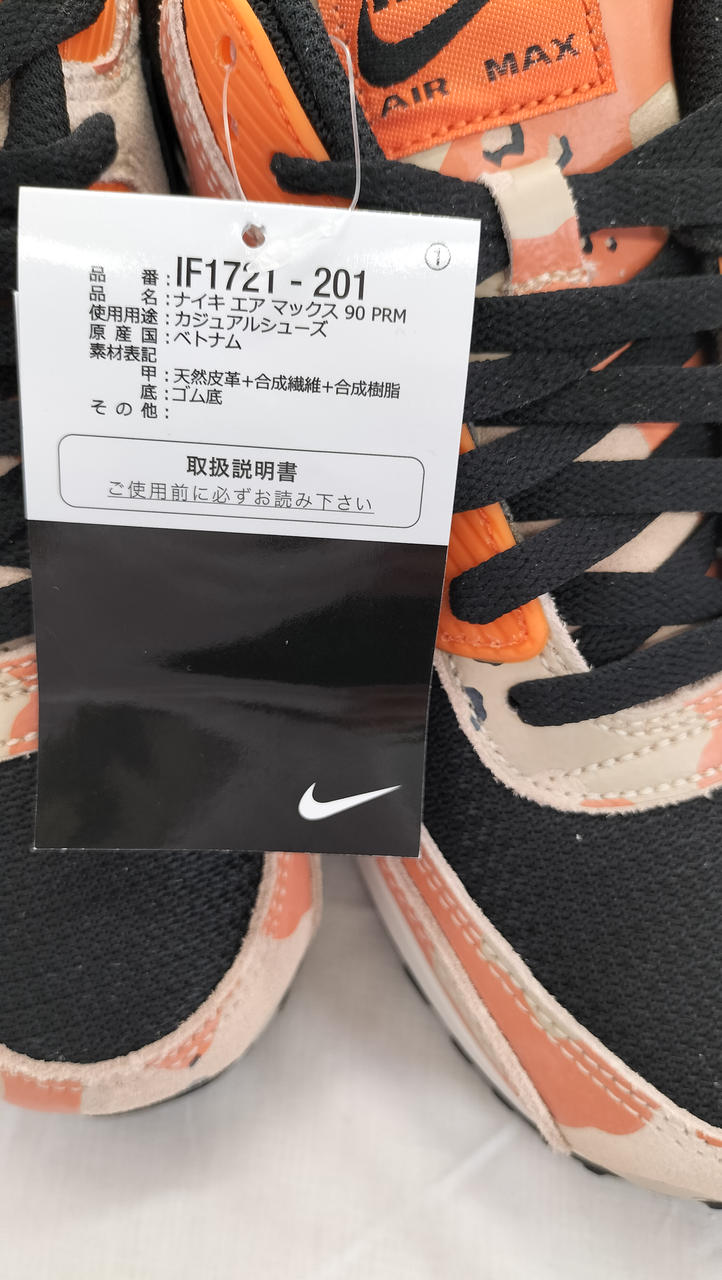 AIR MAX
1
品 番 : IF1721 - 201
品 名 : ナイキ エア マックス 90 PRM
使用用途 : カジュアルシューズ
原 産 国 : ベトナム
素材表記
甲 : 天然皮革+合成繊維+合成樹脂
底 : ゴム底
そ の 他 :
取扱説明書
ご使用前に必ずお読み下さい